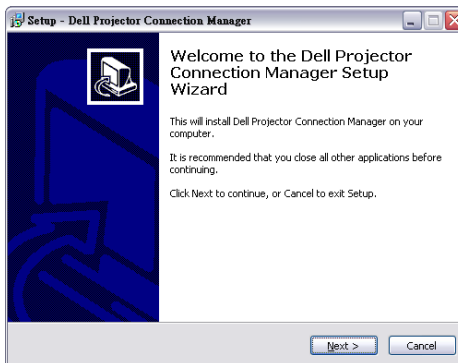 Setup - Dell Projector Connection Manager
Welcome to the Dell Projector
Connection Manager Setup
Wizard
This will install Dell Projector Connection Manager on your
computer.
It is recommended that you close all other applications before
continuing.
Click Next to continue, or Cancel to exit Setup.
Next >
Cancel